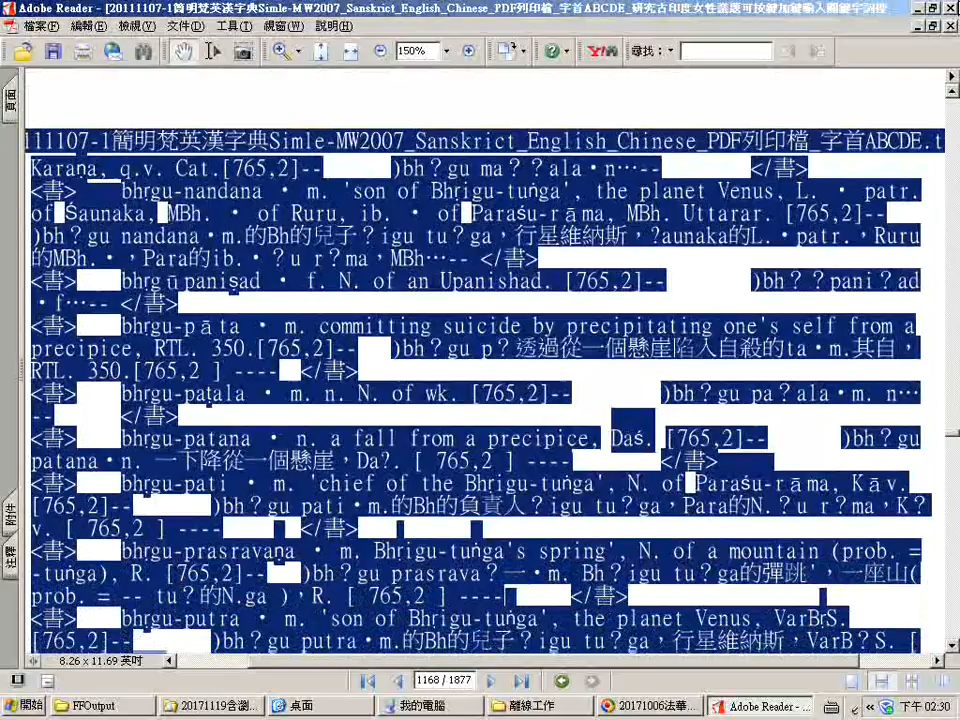 Adobe Reader - [20111107-1簡明梵英漢字典Simle-MW2007_Sanskrict_English_Chinese_PDF列印檔_字首ABCDE_研究古印度女性議題可按
檔案(F) 編輯(E) 檢視(V) 文件(D) 工具(T) 視窗(W) 說明(H)
150% 尋找：
頁面
111107-1簡明梵英漢字典Simle-MW2007_Sanskrict_English_Chinese_PDF列印檔_字首ABCDE.t
Karaṇa, q.v. Cat.[765,2]-- )bh？gu ma？？ala‧n…-- </書>
<書> bhṛgu-nandana ‧ m. 'son of Bhṛigu-tuṅga', the planet Venus, L. ‧ patr.
of Śaunaka, MBh. ‧ of Ruru, ib. ‧ of Paraśu-rāma, MBh. Uttarar. [765,2]--
)bh？gu nandana‧m.的Bh的兒子？igu tu？ga，行星維納斯，?aunaka的L.‧patr.，Ruru
的MBh.‧，Para的ib.‧？u r？ma，MBh…-- </書>
<書> bhṛgūpaniṣad ‧ f. N. of an Upanishad. [765,2]-- )bh？？pani？ad
‧f…-- </書>
<書> bhṛgu-pāta ‧ m. committing suicide by precipitating one's self from a
precipice, RTL. 350.[765,2]-- )bh？gu p？透過從一個懸崖陷入自殺的ta‧m.其自，
RTL. 350.[765,2 ] ---- </書>
<書> bhṛgu-paṭala ‧ m. n. N. of wk. [765,2]-- )bh？gu pa？ala‧m. n…
-- </書>
<書> bhṛgu-patana ‧ n. a fall from a precipice, Daś. [765,2]-- )bh？gu
patana‧n. 一下降從一個懸崖，Da?. [ 765,2 ] ---- </書>
<書> bhṛgu-pati ‧ m. 'chief of the Bhṛigu-tuṅga', N. of Paraśu-rāma, Kāv.
[765,2]-- )bh？gu pati‧m.的Bh的負責人？igu tu？ga，Para的N.？u r？ma，K？
v. [ 765,2 ] ---- </書>
<書> bhṛgu-prasravaṇa ‧ m. Bhṛigu-tuṅga's spring', N. of a mountain (prob. =
-tuṅga), R. [765,2]-- )bh？gu prasrava？一‧m. Bh？igu tu？ga的彈跳'，一座山(
prob. = -- tu？的N.ga )，R. [ 765,2 ] ---- </書>
<書> bhṛgu-putra ‧ m. 'son of Bhṛigu-tuṅga', the planet Venus, VarBṛS.
[765,2]-- )bh？gu putra‧m.的Bh的兒子？igu tu？ga，行星維納斯，VarB？S. [
附件
注釋
8.26 x 11.69 英吋
1168 / 1877
開始 FFOutput 20171119含瀏... 桌面 我的電腦 離線工作 20171006法華... Adobe Reader - ... 下午 02:30